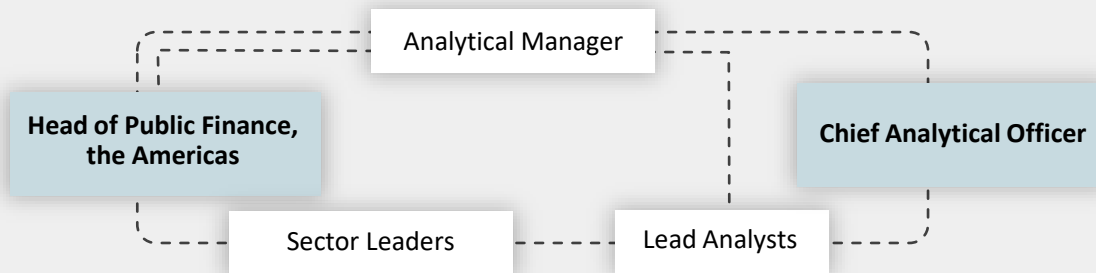 Analytical Manager
Head of Public Finance,
the Americas
Chief Analytical Officer
Sector Leaders
Lead Analysts